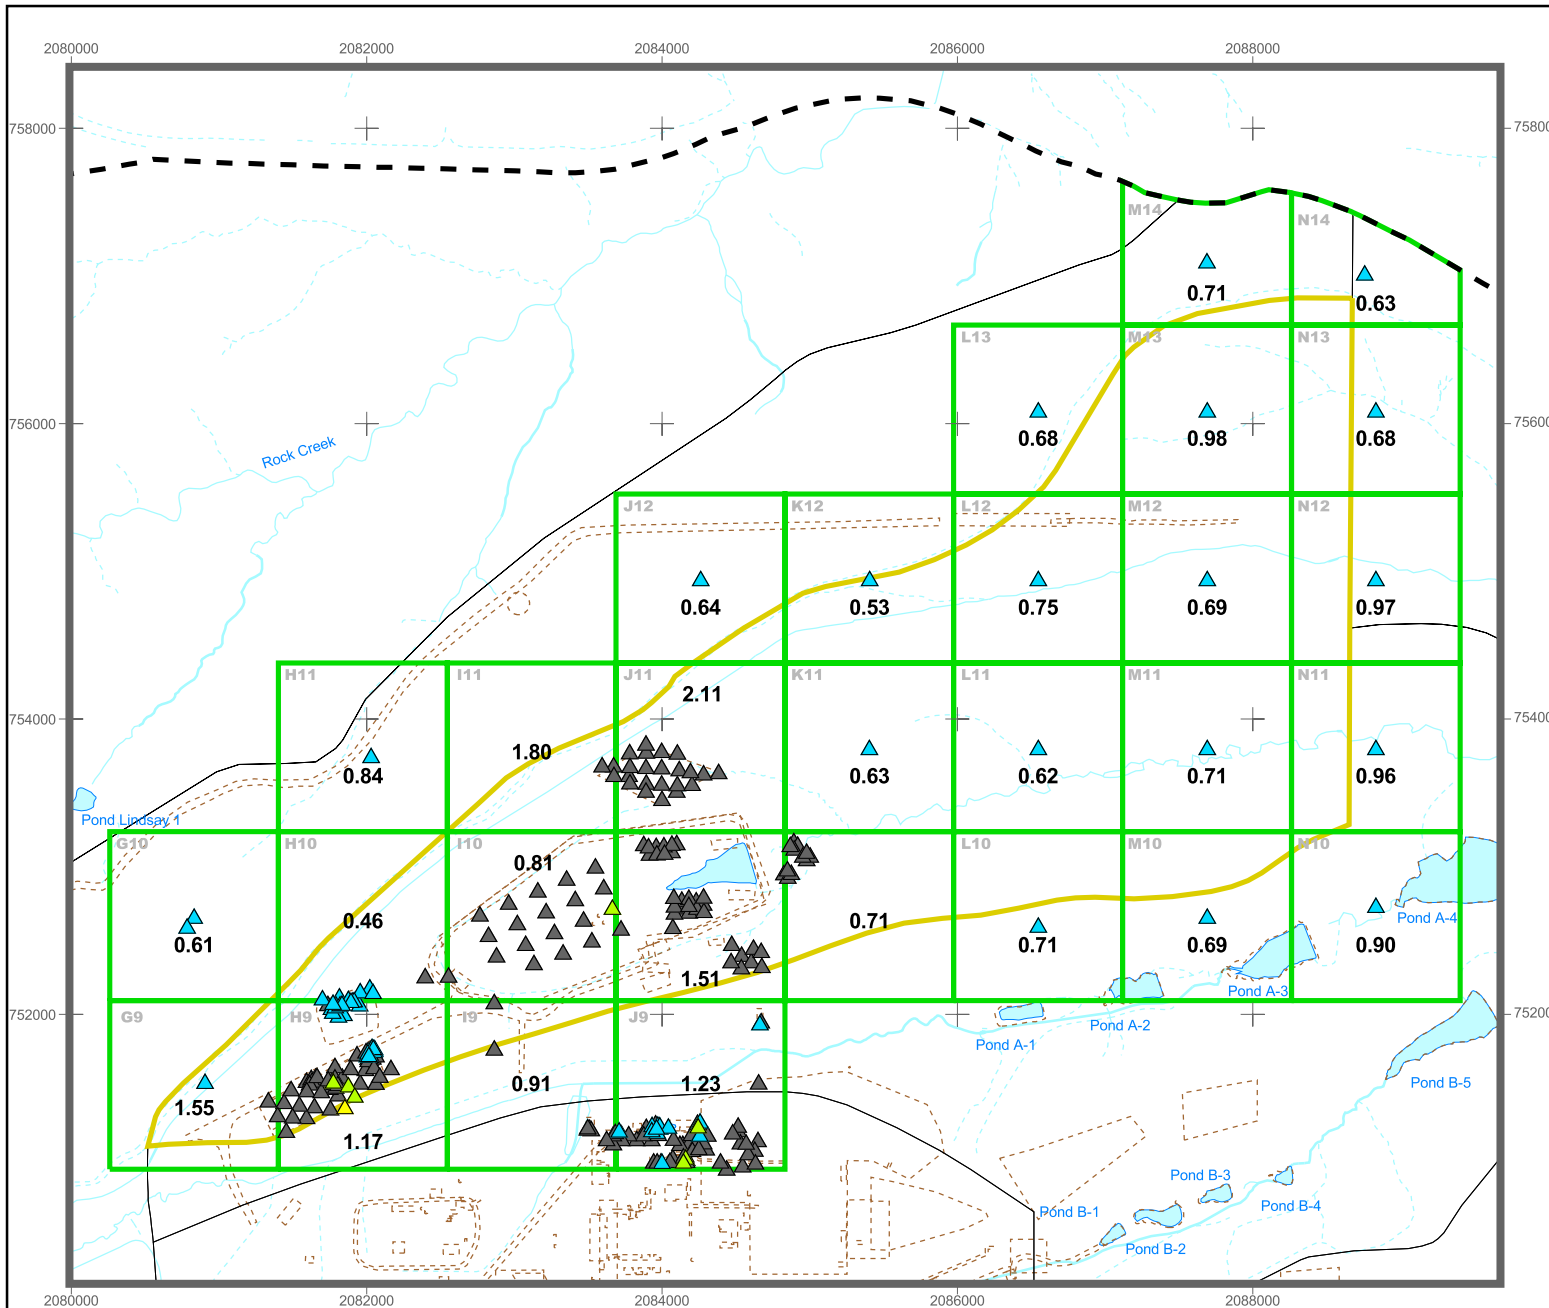 2080000 2082000 2084000 2086000 2088000
758000 75800
M14 N14
0.71 0.63
L13 M13 N13
756000 75600
0.68 0.98 0.68
Rock Creek
J12 K12 L12 M12 N12
0.64 0.53 0.75 0.69 0.97
H11 I11 J11 K11 L11 M11 N11
2.11
754000 75400
1.80
0.84 0.63 0.62 0.71 0.96
Pond Lindsay 1
G10 H10 I10 L10 M10 N10
0.81
0.46 0.71 0.71 0.69 0.90
Pond A-4
0.61
1.51
Pond A-3
752000 75200
G9 H9 I9 J9
Pond A-2
Pond A-1
0.91 1.23
Pond B-5
1.55
1.17
Pond B-3
Pond B-4
Pond B-1
Pond B-2
2080000 2082000 2084000 2086000 2088000